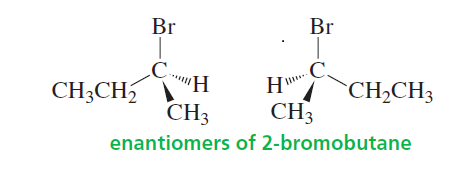 Br Br
C H H C
CH₃CH₂ CH₂CH₃
CH₃ CH₃
enantiomers of 2-bromobutane